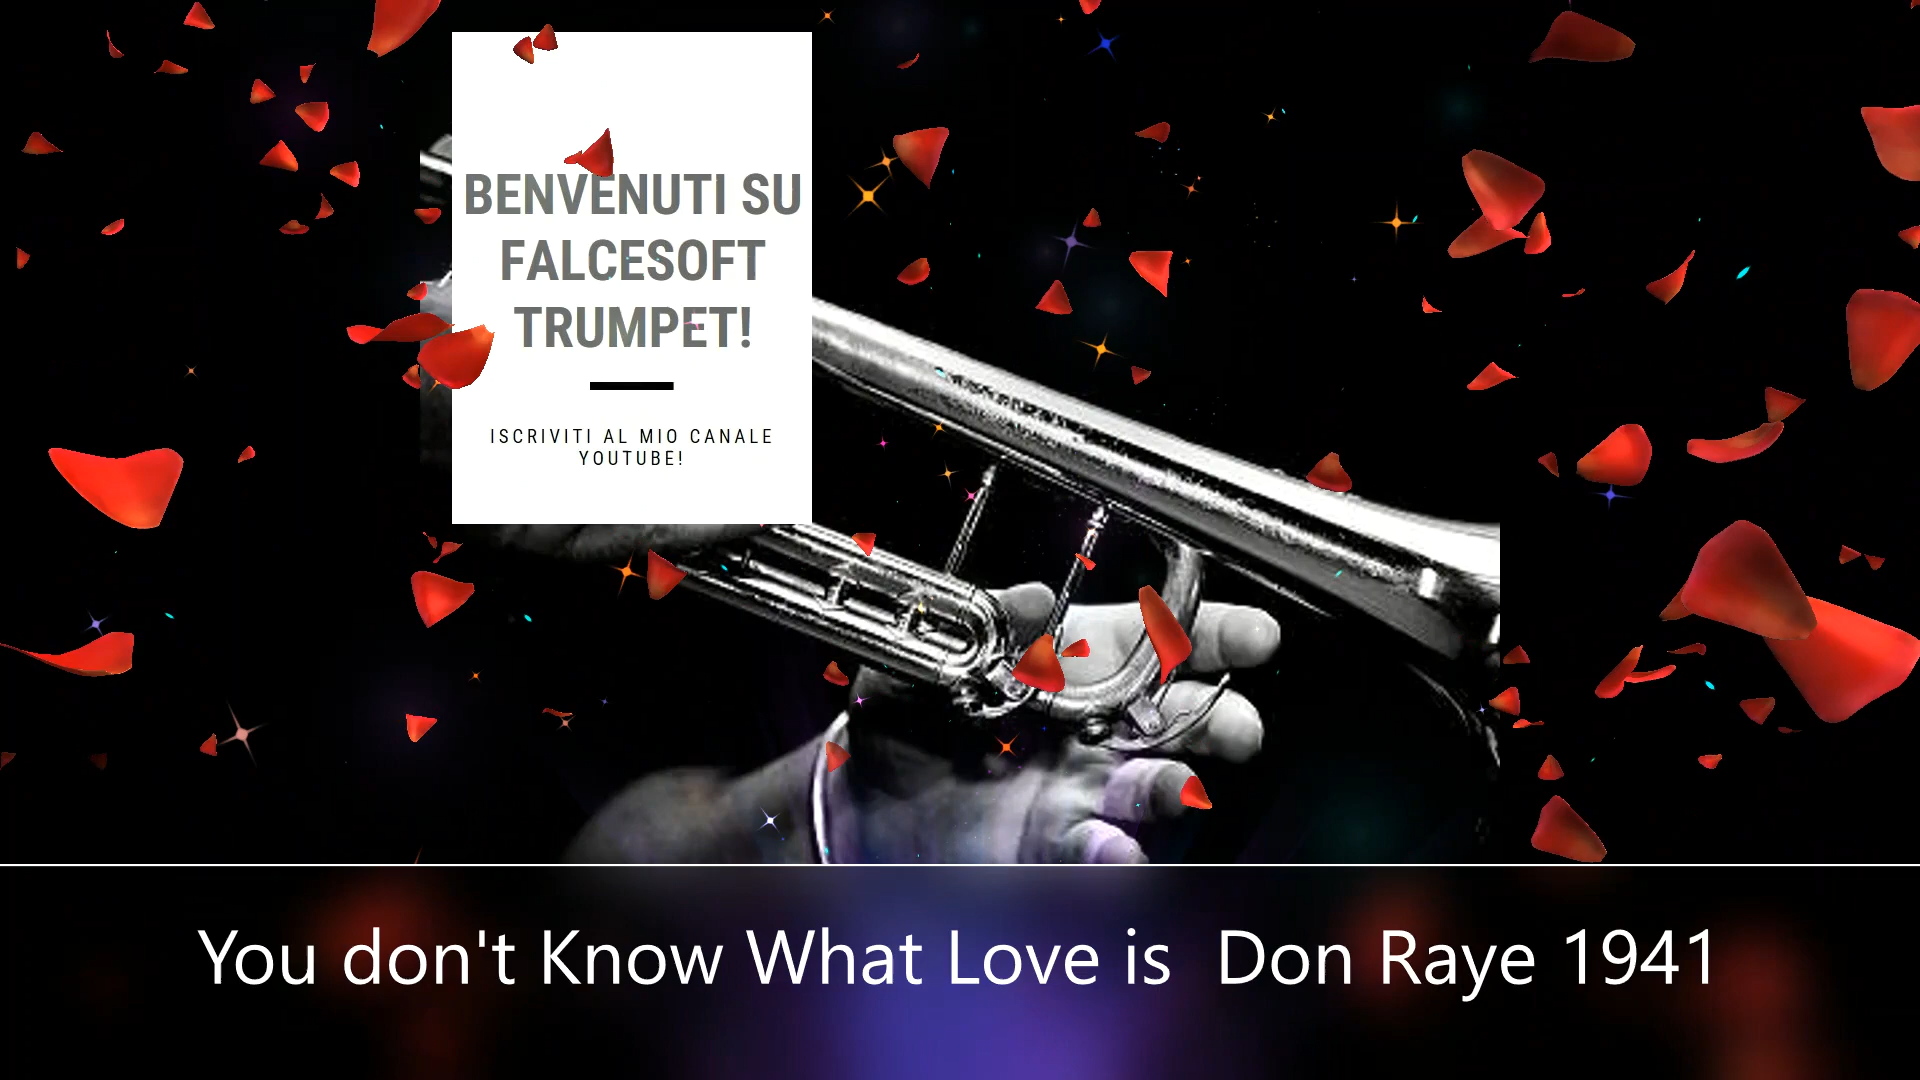 BENVENUTI SU
FALCESOFT
TRUMPET!
ISCRIVITI AL MIO CANALE
YOUTUBE!
You don't Know What Love is  Don Raye 1941